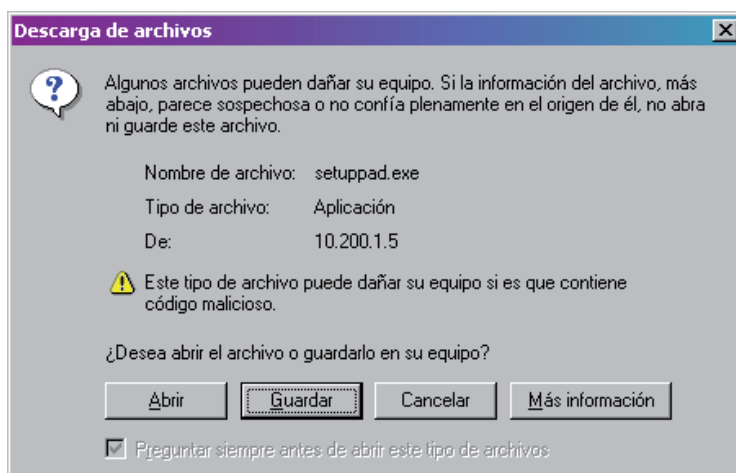 Descarga de archivos
Algunos archivos pueden dañar su equipo. Si la información del archivo, más
abajo, parece sospechosa o no confía plenamente en el origen de él, no abra
ni guarde este archivo.
Nombre de archivo: setuppad.exe
Tipo de archivo: Aplicación
De: 10.200.1.5
Este tipo de archivo puede dañar su equipo si es que contiene
código malicioso.
¿Desea abrir el archivo o guardarlo en su equipo?
Abrir Guardar Cancelar Más información
Preguntar siempre antes de abrir este tipo de archivos